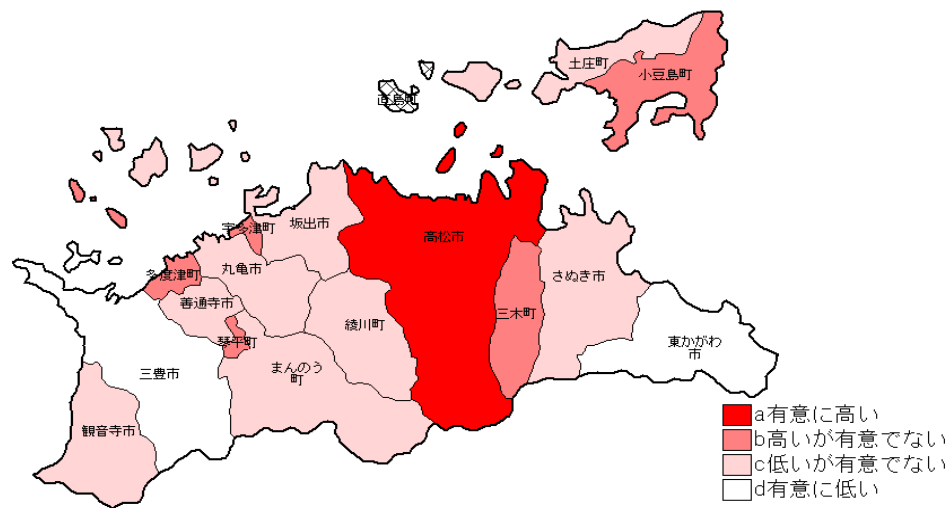 土庄町
小豆島町
直島町
宇多津町
坂出市
高松市
多度津町
丸亀市
さぬき市
善通寺市
三木町
綾川町
琴平町
東かがわ
市
まんのう
町
三豊市
観音寺市
a有意に高い
b高いが有意でない
c低いが有意でない
d有意に低い